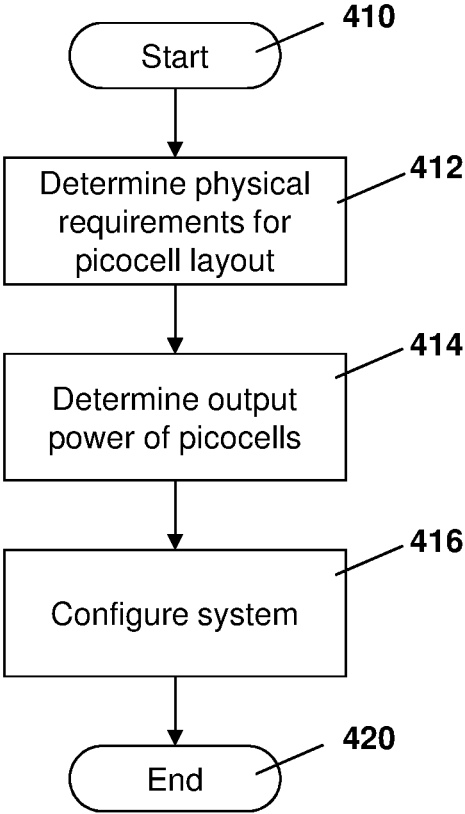 410
Start
412
Determine physical
requirements for
picocell layout
414
Determine output
power of picocells
416
Configure system
420
End